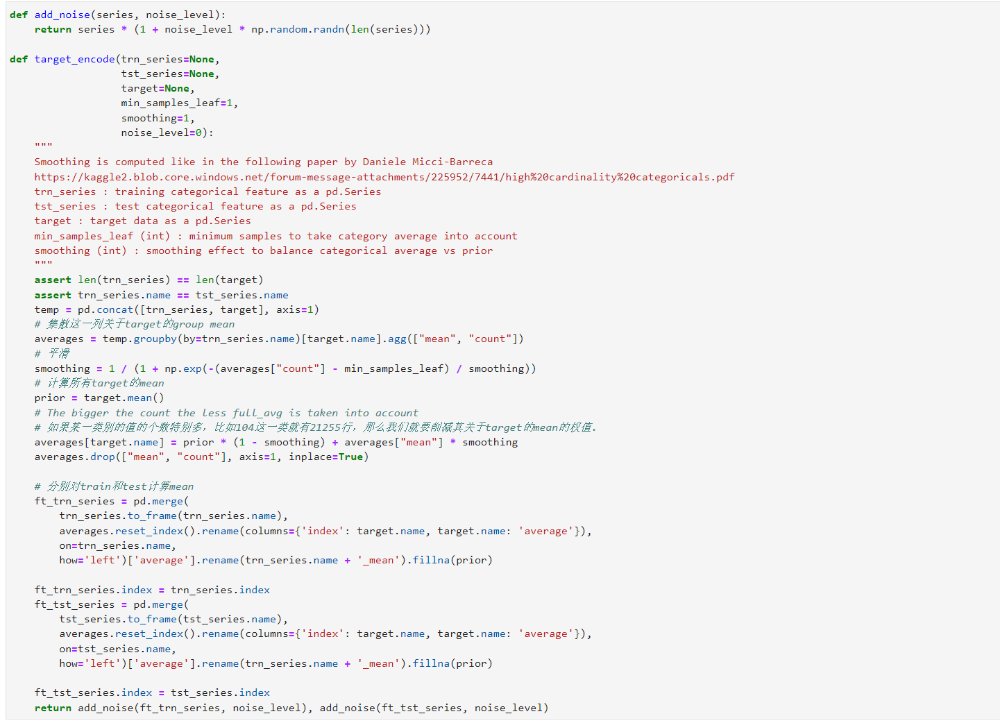 def add_noise(series, noise_level):
    return series * (1 + noise_level * np.random.randn(len(series)))

def target_encode(trn_series=None,
                  tst_series=None,
                  target=None,
                  min_samples_leaf=1,
                  smoothing=1,
                  noise_level=0):
    """
    Smoothing is computed like in the following paper by Daniele Micci-Barreca
    https://kaggle2.blob.core.windows.net/forum-message-attachments/225952/7441/high%20cardinality%20categoricals.pdf
    trn_series : training categorical feature as a pd.Series
    tst_series : test categorical feature as a pd.Series
    target : target data as a pd.Series
    min_samples_leaf (int) : minimum samples to take category average into account
    smoothing (int) : smoothing effect to balance categorical average vs prior
    """
    assert len(trn_series) == len(target)
    assert trn_series.name == tst_series.name
    temp = pd.concat([trn_series, target], axis=1)
    # 集散这一列关于target的group mean
    averages = temp.groupby(by=trn_series.name)[target.name].agg(["mean", "count"])
    # 平滑
    smoothing = 1 / (1 + np.exp(-(averages["count"] - min_samples_leaf) / smoothing))
    # 计算所有target的mean
    prior = target.mean()
    # The bigger the count the less full_avg is taken into account
    # 如果某一类别的值的个数特别多，比如104这一类就有21255行，那么我们就要削减其关于target的mean的权值。
    averages[target.name] = prior * (1 - smoothing) + averages["mean"] * smoothing
    averages.drop(["mean", "count"], axis=1, inplace=True)

    # 分别对train和test计算mean
    ft_trn_series = pd.merge(
        trn_series.to_frame(trn_series.name),
        averages.reset_index().rename(columns={'index': target.name, target.name: 'average'}),
        on=trn_series.name,
        how='left')['average'].rename(trn_series.name + '_mean').fillna(prior)

    ft_trn_series.index = trn_series.index
    ft_tst_series = pd.merge(
        tst_series.to_frame(tst_series.name),
        averages.reset_index().rename(columns={'index': target.name, target.name: 'average'}),
        on=tst_series.name,
        how='left')['average'].rename(trn_series.name + '_mean').fillna(prior)

    ft_tst_series.index = tst_series.index
    return add_noise(ft_trn_series, noise_level), add_noise(ft_tst_series, noise_level)